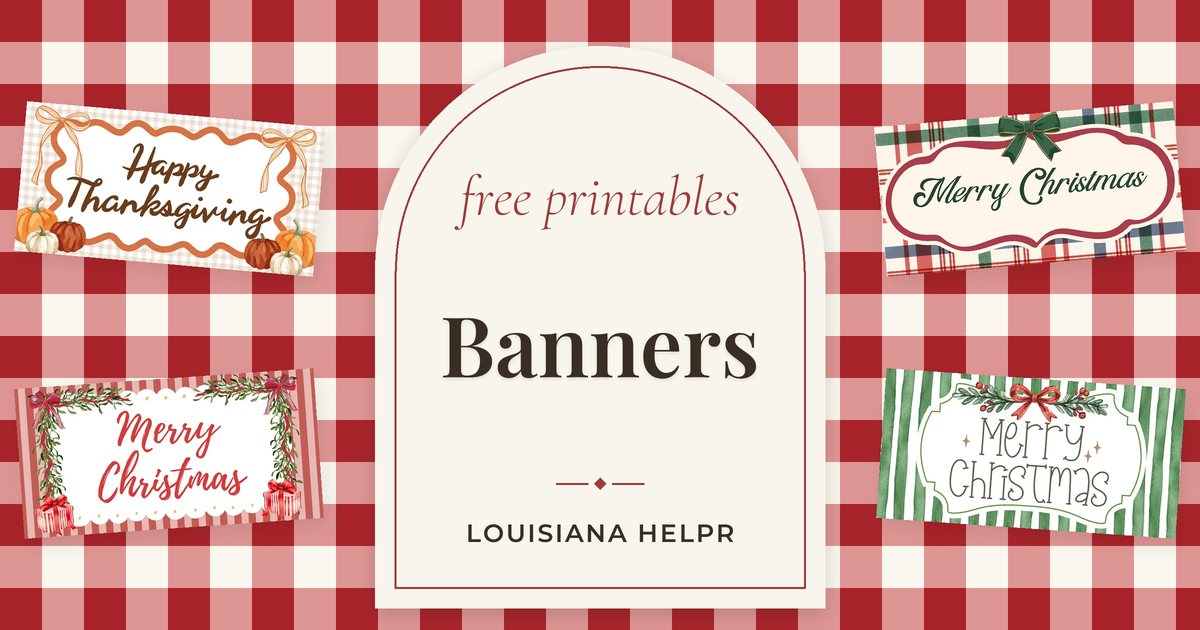 Happy
Thanksgiving
Merry
Christmas
free printables
Banners
LOUISIANA HELPR
Merry Christmas
Merry
Christmas